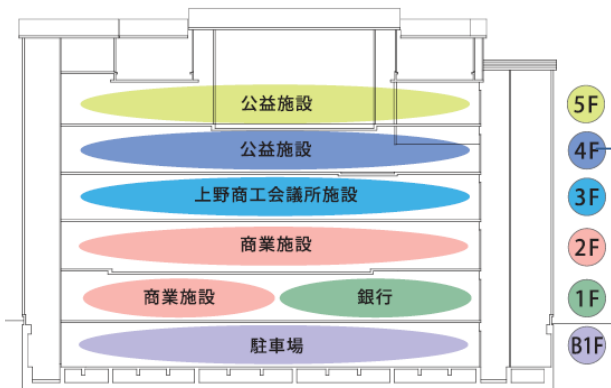 公益施設 5F
公益施設 4F
上野商工会議所施設 3F
商業施設 2F
商業施設 銀行 1F
駐車場 B1F